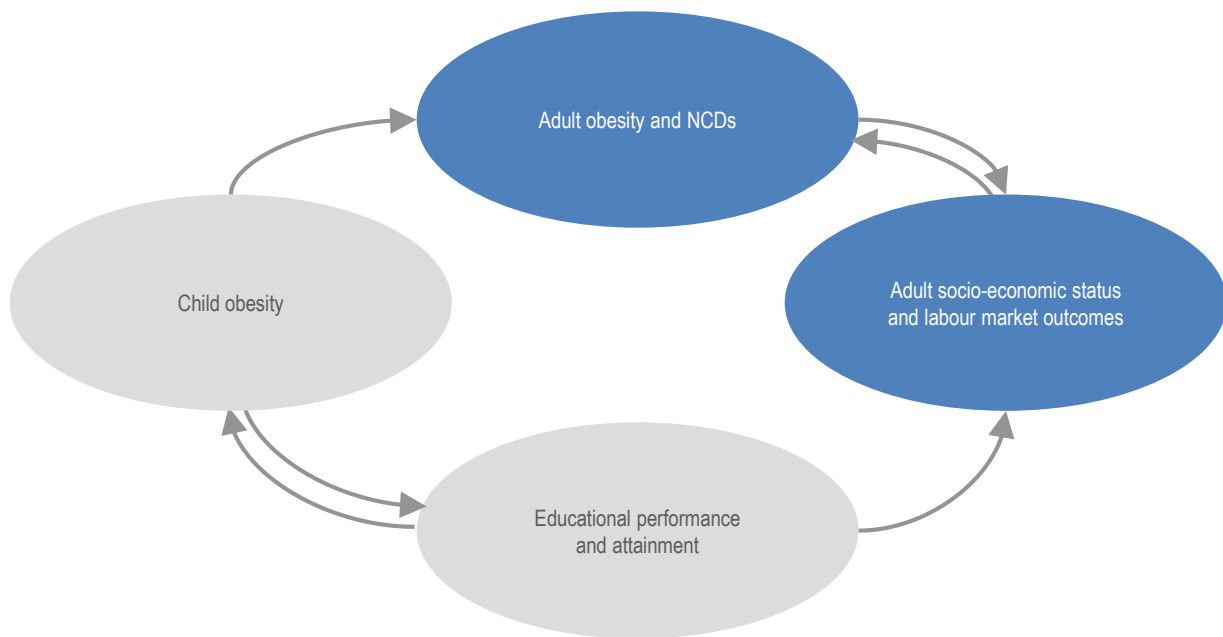 Adult obesity and NCDs
Child obesity
Adult socio-economic status
and labour market outcomes
Educational performance
and attainment